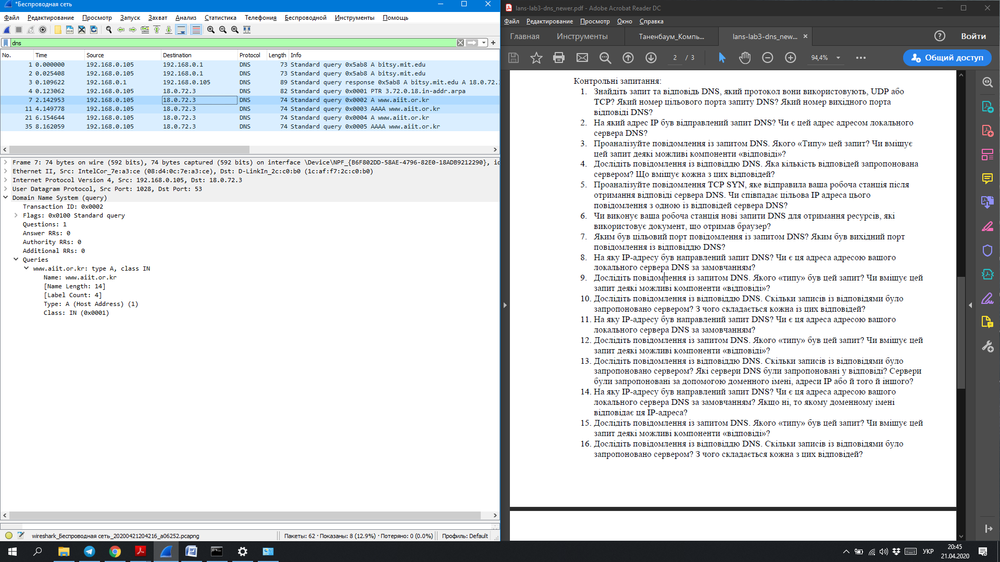 *Беспроводная сеть
Файл Редактирование Просмотр Запуск Захват Анализ Статистика Телефония Беспроводной Инструменты Помощь
dns
No. Time Source Destination Protocol Length Info
1 0.000000 192.168.0.105 192.168.0.1 DNS 73 Standard query 0x5ab8 A bitsy.mit.edu
2 0.025408 192.168.0.105 192.168.0.1 DNS 73 Standard query 0x5ab8 A bitsy.mit.edu
3 0.109622 192.168.0.1 192.168.0.105 DNS 89 Standard query response 0x5ab8 A bitsy.mit.edu A 18.0.72.
4 0.123062 192.168.0.105 18.0.72.3 DNS 82 Standard query 0x0001 PTR 3.72.0.18.in-addr.arpa
7 2.142953 192.168.0.105 18.0.72.3 DNS 74 Standard query 0x0002 A www.aiit.or.kr
11 4.149778 192.168.0.105 18.0.72.3 DNS 74 Standard query 0x0003 AAAA www.aiit.or.kr
21 6.154644 192.168.0.105 18.0.72.3 DNS 74 Standard query 0x0004 A www.aiit.or.kr
35 8.162059 192.168.0.105 18.0.72.3 DNS 74 Standard query 0x0005 AAAA www.aiit.or.kr
Frame 7: 74 bytes on wire (592 bits), 74 bytes captured (592 bits) on interface \Device\NPF_{B6F802DD-58AE-4796-82E0-18ADB9212290}, id
Ethernet II, Src: IntelCor_7e:a3:ce (08:d4:0c:7e:a3:ce), Dst: D-LinkIn_2c:c0:b0 (1c:af:f7:2c:c0:b0)
Internet Protocol Version 4, Src: 192.168.0.105, Dst: 18.0.72.3
User Datagram Protocol, Src Port: 1028, Dst Port: 53
Domain Name System (query)
Transaction ID: 0x0002
Flags: 0x0100 Standard query
Questions: 1
Answer RRs: 0
Authority RRs: 0
Additional RRs: 0
Queries
www.aiit.or.kr: type A, class IN
Name: www.aiit.or.kr
[Name Length: 14]
[Label Count: 4]
Type: A (Host Address) (1)
Class: IN (0x0001)
wireshark_Беспроводная сеть_20200421204216_a06252.pcapng
Пакеты: 62 · Показаны: 8 (12.9%) · Потеряно: 0 (0.0%)
Профиль: Default
lans-lab3-dns_newer.pdf - Adobe Acrobat Reader DC
Файл Редактирование Просмотр Окно Справка
Главная Инструменты Таненбаум_Компь... lans-lab3-dns_new... Войти
2 / 3 94,4% Общий доступ
Контрольні запитання:
1. Знайдіть запит та відповідь DNS, який протокол вони використовують, UDP або
TCP? Який номер цільового порта запиту DNS? Який номер вихідного порта
відповіді DNS?
2. На який адрес IP був відправлений запит DNS? Чи є цей адрес адресом локального
сервера DNS?
3. Проаналізуйте повідомлення із запитом DNS. Якого «Типу» цей запит? Чи вміщує
цей запит деякі можливі компоненти «відповіді»?
4. Дослідіть повідомлення із відповіддю DNS. Яка кількість відповідей запропонована
сервером? Що вміщує кожна з цих відповідей?
5. Проаналізуйте повідомлення TCP SYN, яке відправила ваша робоча станція після
отримання відповіді сервера DNS. Чи співпадає цільова IP адреса цього
повідомлення з одною із відповідей сервера DNS?
6. Чи виконує ваша робоча станція нові запити DNS для отримання ресурсів, які
використовує документ, що отримав браузер?
7. Яким був цільовий порт повідомлення із запитом DNS? Яким був вихідний порт
повідомлення із відповіддю DNS?
8. На яку IP-адресу був направлений запит DNS? Чи є ця адреса адресою вашого
локального сервера DNS за замовчанням?
9. Дослідіть повідомлення із запитом DNS. Якого «типу» був цей запит? Чи вміщує цей
запит деякі можливі компоненти «відповіді»?
10. Дослідіть повідомлення із відповіддю DNS. Скільки записів із відповідями було
запропоновано сервером? З чого складається кожна із цих відповідей?
11. На яку IP-адресу був направлений запит DNS? Чи є ця адреса адресою вашого
локального сервера DNS за замовчанням?
12. Дослідіть повідомлення із запитом DNS. Якого «типу» був цей запит? Чи вміщує цей
запит деякі можливі компоненти «відповіді»?
13. Дослідіть повідомлення із відповіддю DNS. Скільки записів із відповідями було
запропоновано сервером? Які сервери DNS були запропоновані у відповіді? Сервери
були запропоновані за допомогою доменного імені, адреси IP або й того й іншого?
14. На яку IP-адресу був направлений запит DNS? Чи є ця адреса адресою вашого
локального сервера DNS за замовчанням? Якщо ні, то якому доменному імені
відповідає ця IP-адреса?
15. Дослідіть повідомлення із запитом DNS. Якого «типу» був цей запит? Чи вміщує цей
запит деякі можливі компоненти «відповіді»?
16. Дослідіть повідомлення із відповіддю DNS. Скільки записів із відповідями було
запропоновано сервером? З чого складається кожна з цих відповідей?
УКР
20:45
21.04.2020